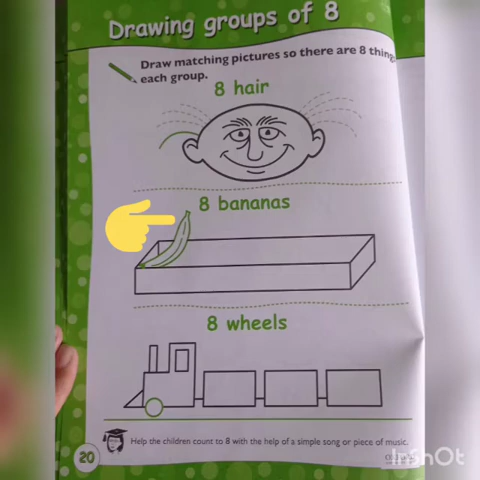 Drawing groups of 8
Draw matching pictures so there are 8 things
each group.
8 hair
8 bananas
8 wheels
Help the children count to 8 with the help of a simple song or piece of music.
20
InShOt